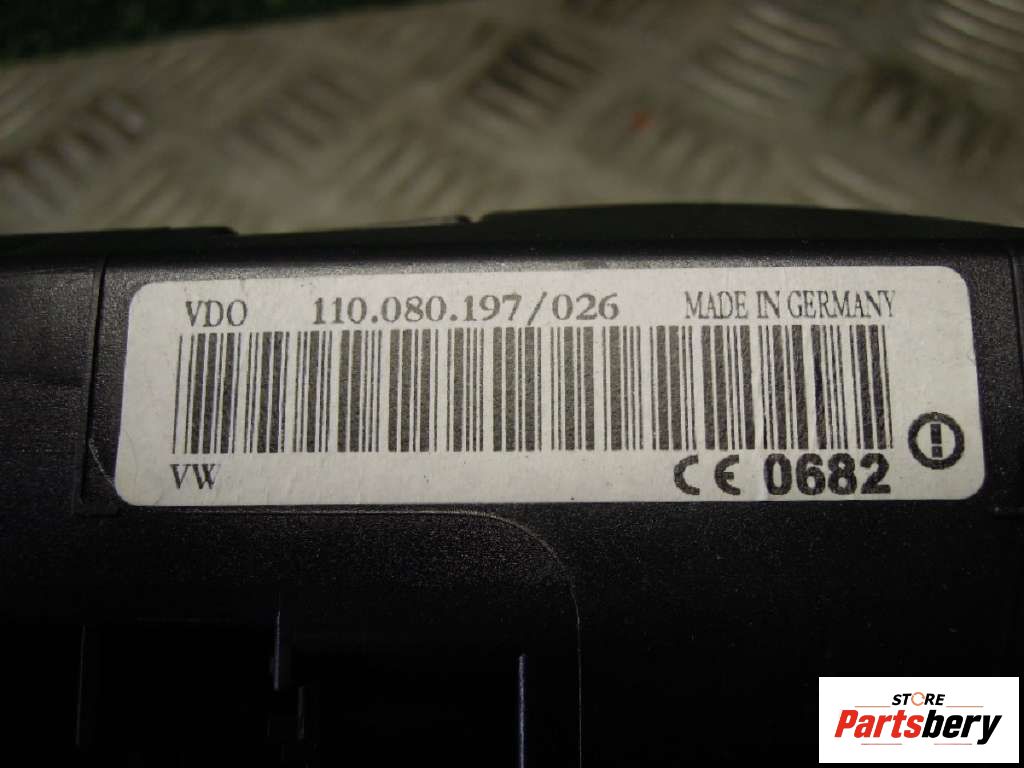 VDO 110.080.197/026 MADE IN GERMANY
VW CE 0682
STORE
Partsbery